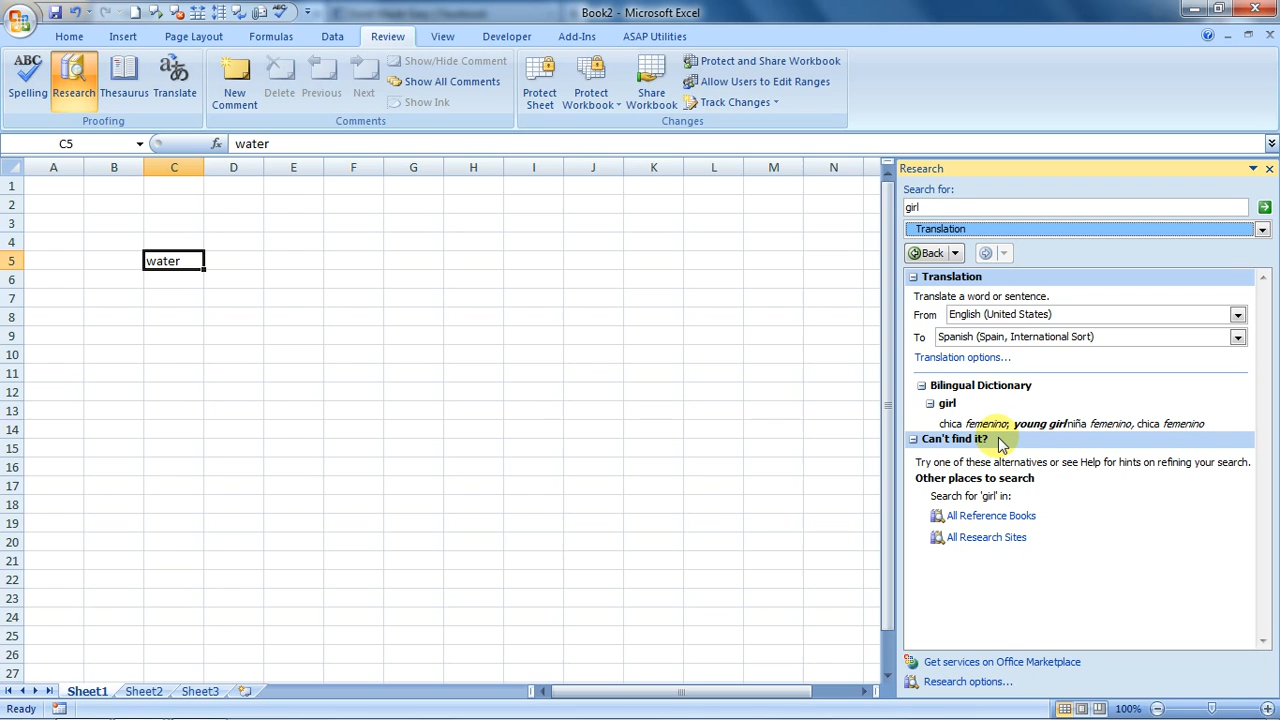 Book2 - Microsoft Excel
Home Insert Page Layout Formulas Data Review View Developer Add-Ins ASAP Utilities
ABC
Spelling Research Thesaurus Translate
Proofing
New Comment Delete Previous Next
Show/Hide Comment
Show All Comments
Show Ink
Comments
Protect Sheet Protect Workbook Share Workbook
Protect and Share Workbook
Allow Users to Edit Ranges
Track Changes
Changes
C5 fx water
A B C D E F G H I J K L M N
1
2
3
4
5 water
6
7
8
9
10
11
12
13
14
15
16
17
18
19
20
21
22
23
24
25
26
27
Research
Search for:
girl
Translation
Back
Translation
Translate a word or sentence.
From English (United States)
To Spanish (Spain, International Sort)
Translation options...
Bilingual Dictionary
girl
chica femenino; young girl niña femenino, chica femenino
Can't find it?
Try one of these alternatives or see Help for hints on refining your search.
Other places to search
Search for 'girl' in:
All Reference Books
All Research Sites
Get services on Office Marketplace
Research options...
Sheet1 Sheet2 Sheet3
Ready 100%